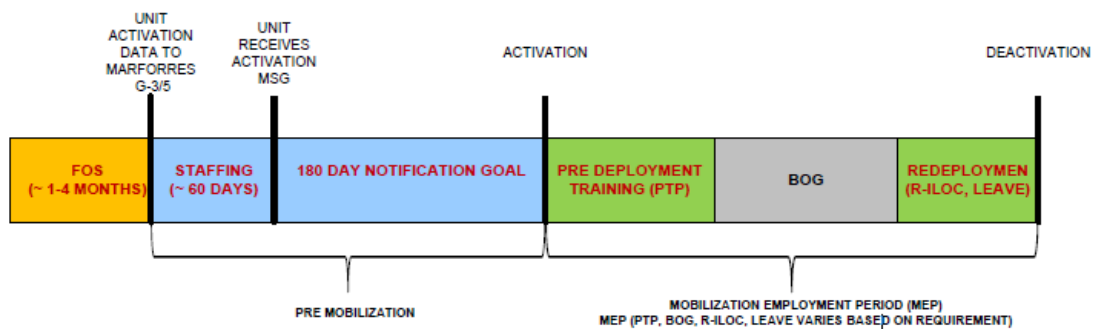 UNIT
ACTIVATION
DATA TO
MARFORRES
G-3/5
UNIT
RECEIVES
ACTIVATION
MSG
ACTIVATION
DEACTIVATION
FOS
(~ 1-4 MONTHS)
STAFFING
(~ 60 DAYS)
180 DAY NOTIFICATION GOAL
PRE DEPLOYMENT
TRAINING (PTP)
BOG
REDEPLOYMEN
(R-ILOC, LEAVE)
PRE MOBILIZATION
MOBILIZATION EMPLOYMENT PERIOD (MEP)
MEP (PTP, BOG, R-ILOC, LEAVE VARIES BASED ON REQUIREMENT)